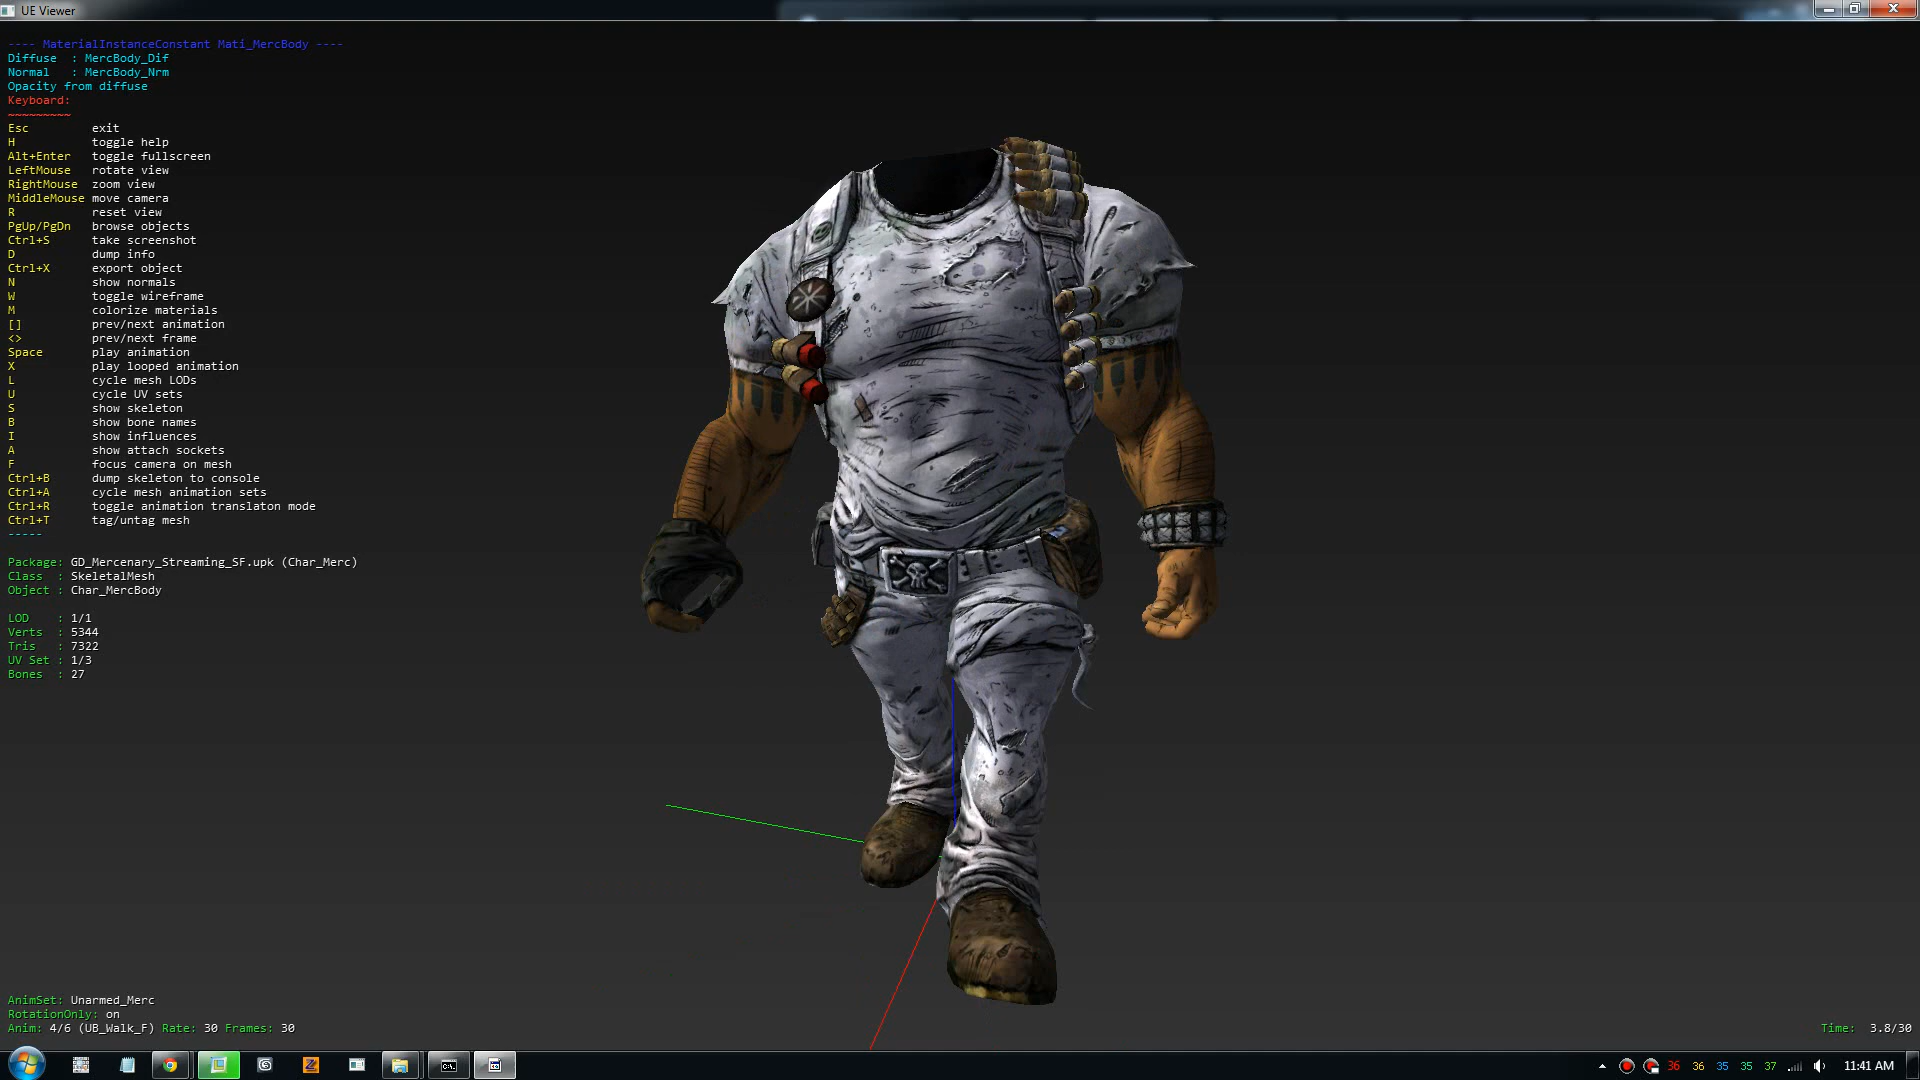 UE Viewer
---- MaterialInstanceConstant Mati_MercBody ----
Diffuse : MercBody_Dif
Normal : MercBody_Nrm
Opacity from diffuse
Keyboard:
~~~~~~~~~
Esc exit
H toggle help
Alt+Enter toggle fullscreen
LeftMouse rotate view
RightMouse zoom view
MiddleMouse move camera
R reset view
PgUp/PgDn browse objects
Ctrl+S take screenshot
D dump info
Ctrl+X export object
N show normals
W toggle wireframe
M colorize materials
[] prev/next animation
<> prev/next frame
Space play animation
X play looped animation
L cycle mesh LODs
U cycle UV sets
S show skeleton
B show bone names
I show influences
A show attach sockets
F focus camera on mesh
Ctrl+B dump skeleton to console
Ctrl+A cycle mesh animation sets
Ctrl+R toggle animation translaton mode
Ctrl+T tag/untag mesh
-----
Package: GD_Mercenary_Streaming_SF.upk (Char_Merc)
Class : SkeletalMesh
Object : Char_MercBody
LOD : 1/1
Verts : 5344
Tris : 7322
UV Set : 1/3
Bones : 27
AnimSet: Unarmed_Merc
RotationOnly: on
Anim: 4/6 (UB_Walk_F) Rate: 30 Frames: 30
Time: 3.8/30
36 36 35 35 37 11:41 AM